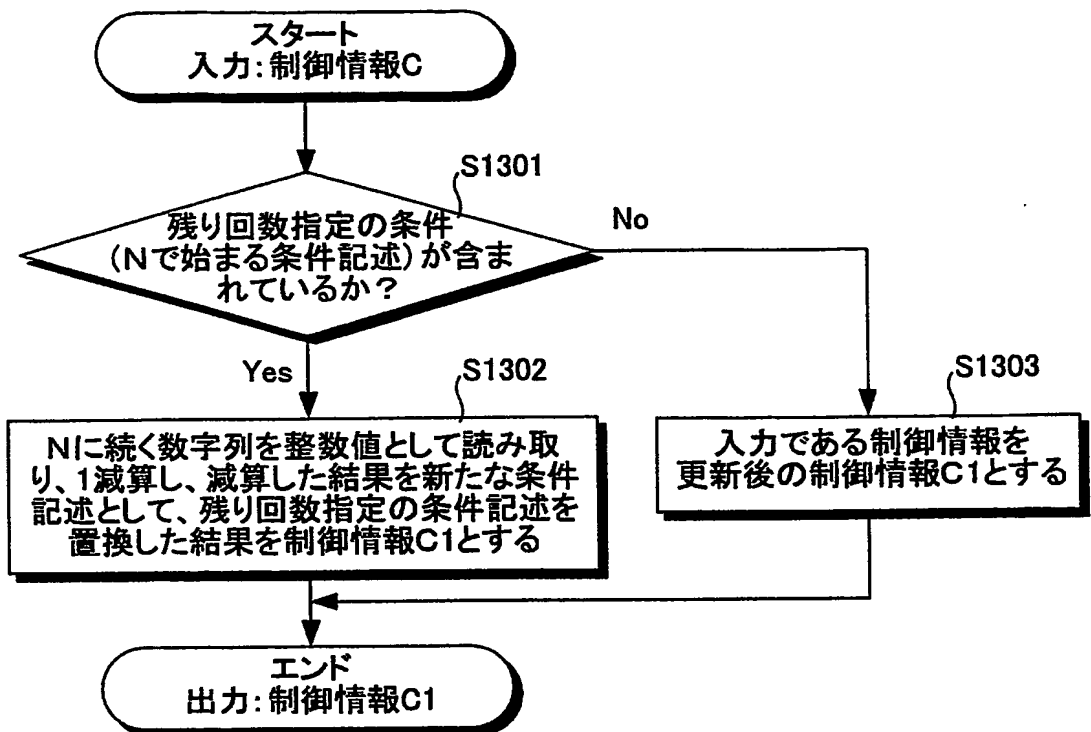 スタート
入力:制御情報C
S1301
残り回数指定の条件
(Nで始まる条件記述)が含ま
れているか?
No
Yes
S1302
Nに続く数字列を整数値として読み取
り、1減算し、減算した結果を新たな条件
記述として、残り回数指定の条件記述を
置換した結果を制御情報C1とする
S1303
入力である制御情報を
更新後の制御情報C1とする
エンド
出力:制御情報C1